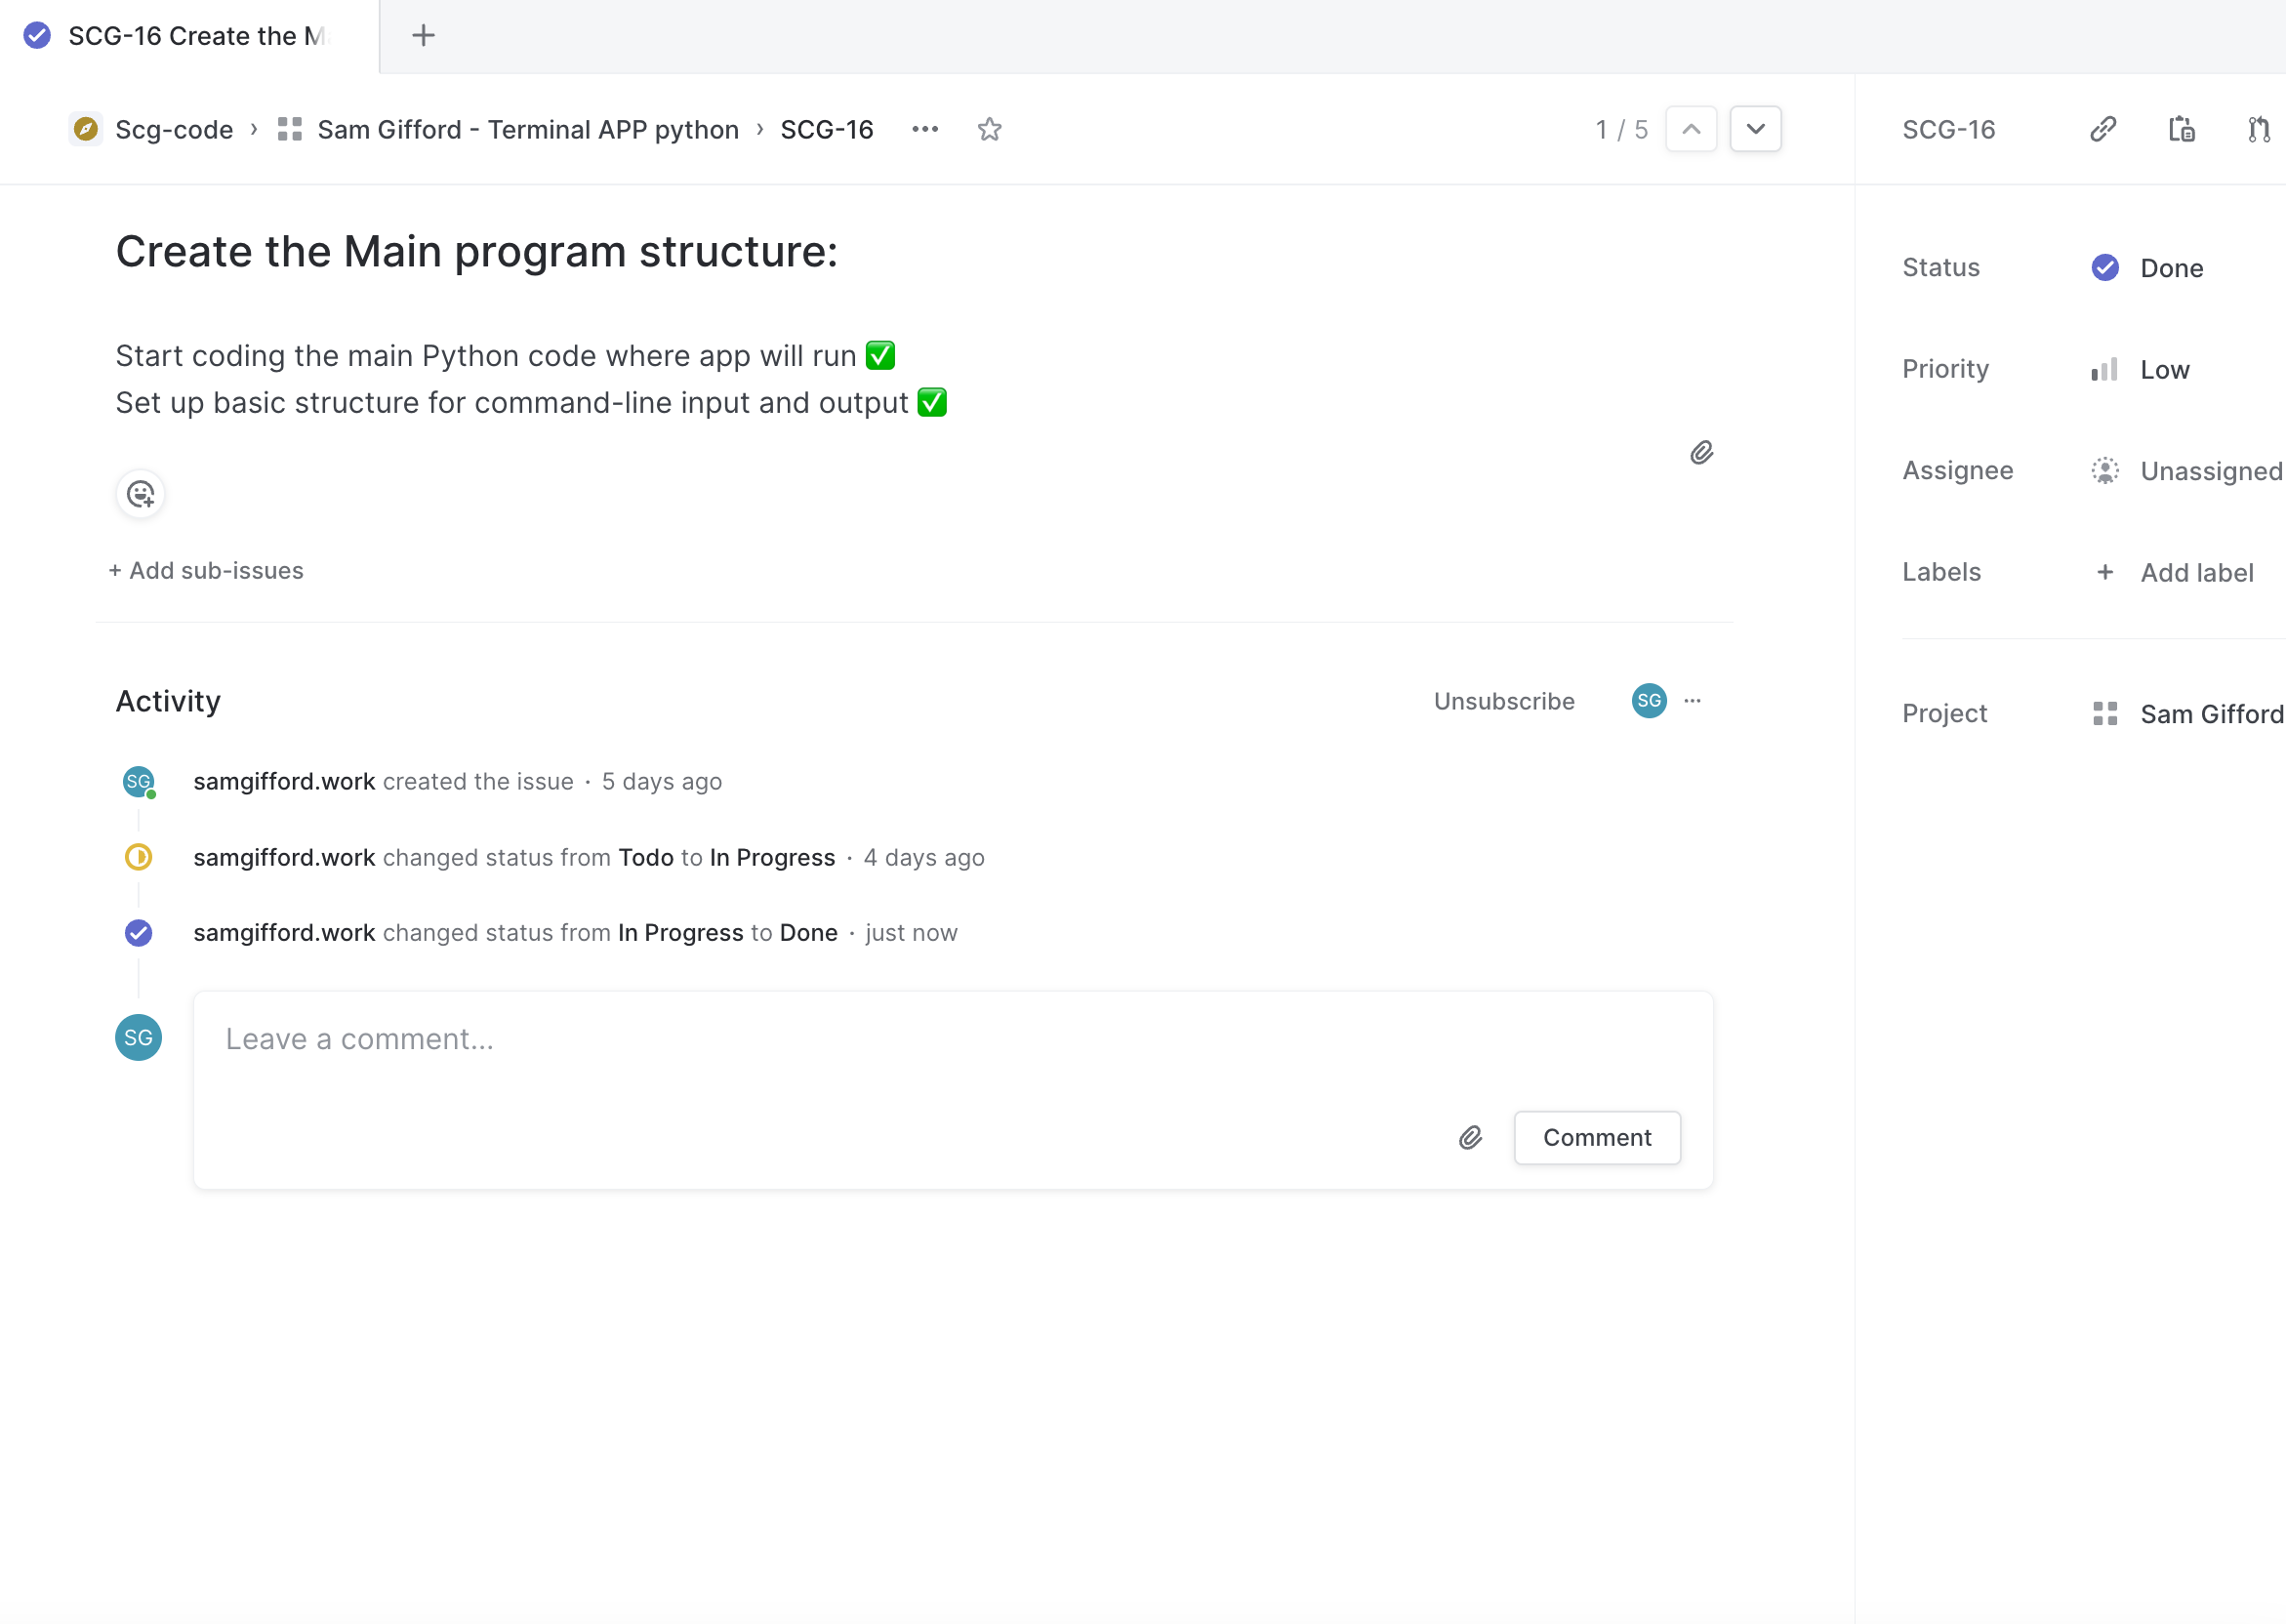 SCG-16 Create the M
Scg-code › Sam Gifford - Terminal APP python › SCG-16
1 / 5
SCG-16
Create the Main program structure:
Start coding the main Python code where app will run ✅
Set up basic structure for command-line input and output ✅
+ Add sub-issues
Activity
Unsubscribe
SG
SG
samgifford.work created the issue · 5 days ago
samgifford.work changed status from Todo to In Progress · 4 days ago
samgifford.work changed status from In Progress to Done · just now
SG
Leave a comment...
Comment
Status
Done
Priority
Low
Assignee
Unassigned
Labels
+ Add label
Project
Sam Gifford